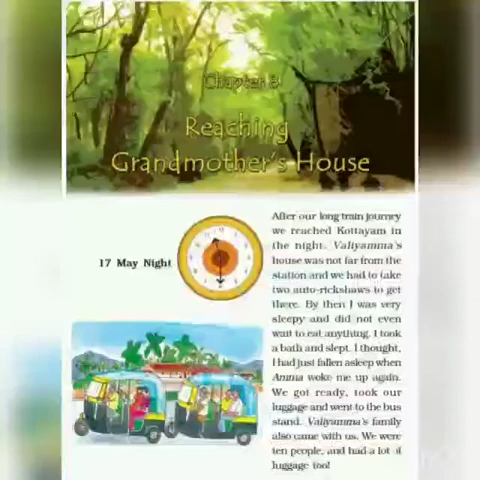 Chapter 8
Reaching
Grandmother's House
17 May Night
After our long train journey
we reached Kottayam in
the night. Valiyamma's
house was not far from the
station and we had to take
two auto-rickshaws to get
there. By then I was very
sleepy and did not even
wait to eat anything. I took
a bath and slept. I thought,
I had just fallen asleep when
Amma woke me up again.
We got ready, took our
luggage and went to the bus
stand. Valiyamma's family
also came with us. We were
ten people, and had a lot of
luggage too!